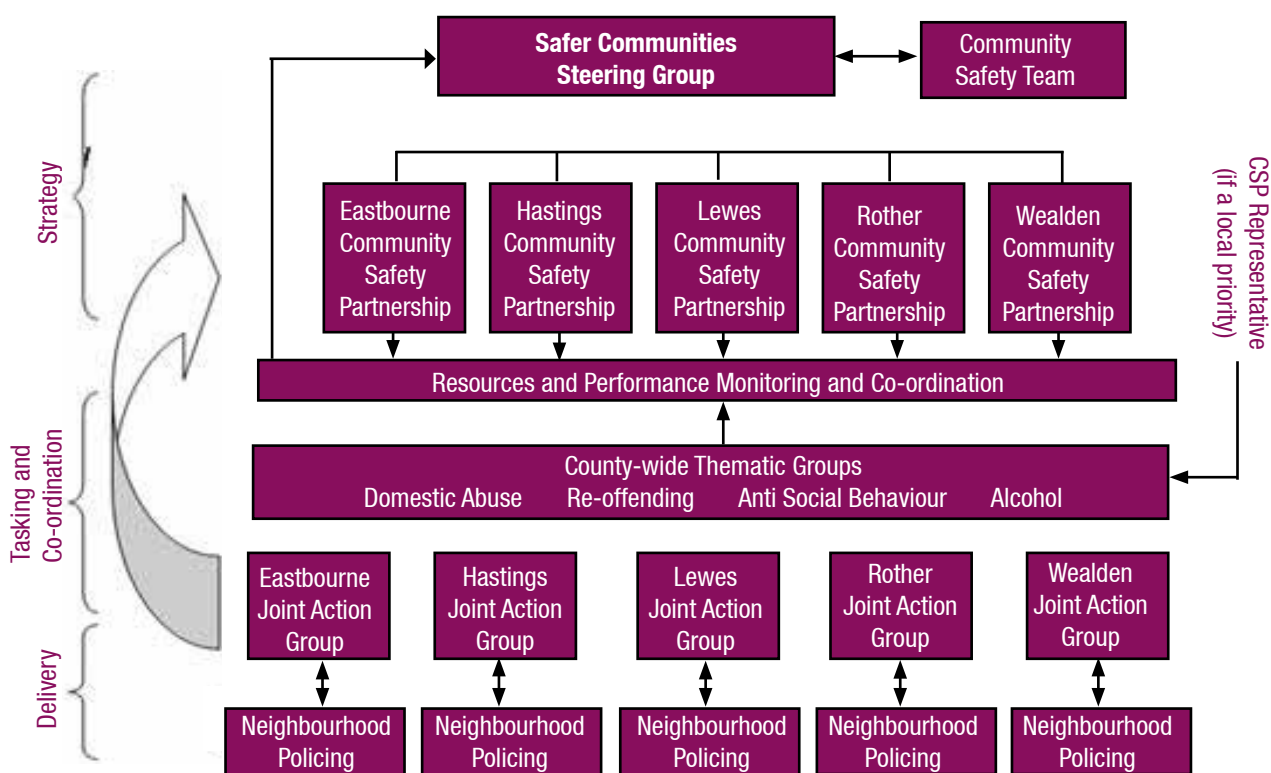 Safer Communities
Steering Group
Community
Safety Team
Strategy
CSP Representative
(if a local priority)
Eastbourne
Community
Safety
Partnership
Hastings
Community
Safety
Partnership
Lewes
Community
Safety
Partnership
Rother
Community
Safety
Partnership
Wealden
Community
Safety
Partnership
Resources and Performance Monitoring and Co-ordination
Tasking and
Co-ordination
County-wide Thematic Groups
Domestic Abuse Re-offending Anti Social Behaviour Alcohol
Eastbourne
Joint Action
Group
Hastings
Joint Action
Group
Lewes
Joint Action
Group
Rother
Joint Action
Group
Wealden
Joint Action
Group
Delivery
Neighbourhood
Policing
Neighbourhood
Policing
Neighbourhood
Policing
Neighbourhood
Policing
Neighbourhood
Policing